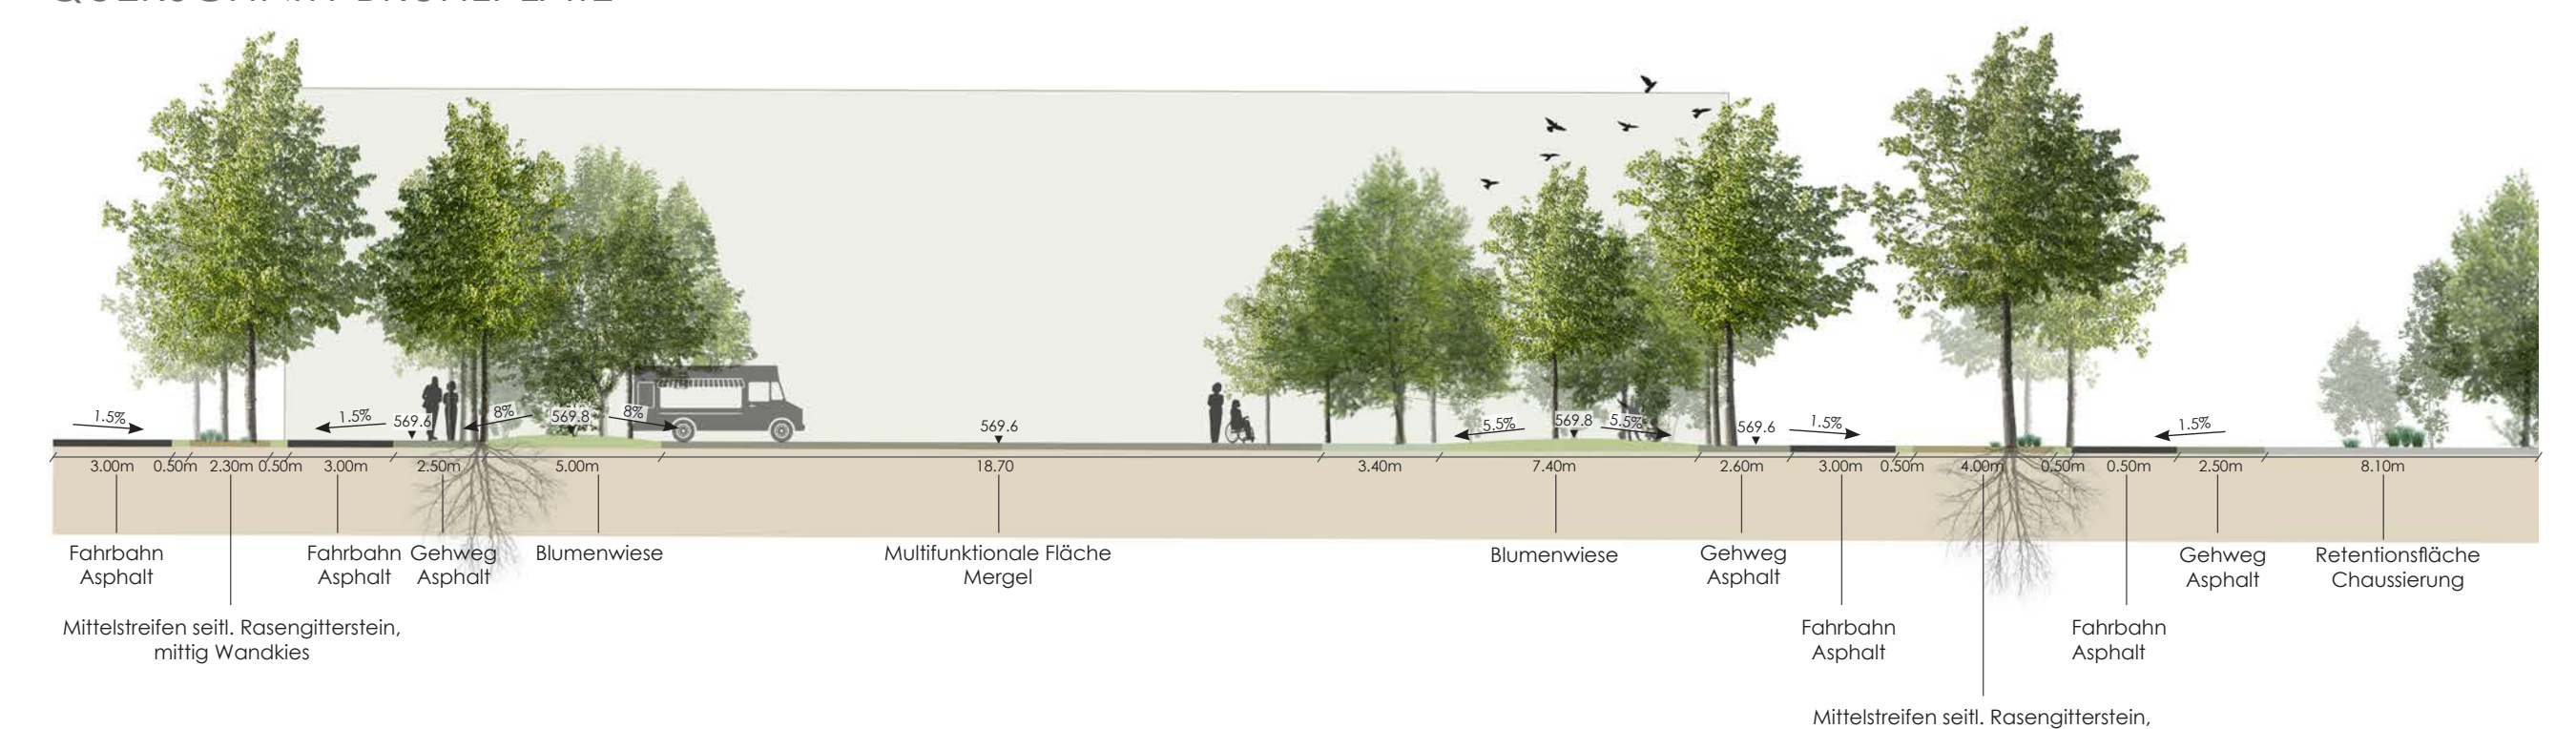 1.5%
1.5%
569.6
8%
569.8
8%
569.6
5.5%
569.8
5.5%
569.6
1.5%
1.5%
3.00m 0.50m 2.30m 0.50m 3.00m 2.50m 5.00m 18.70 3.40m 7.40m 2.60m 3.00m 0.50m 4.00m 0.50m 0.50m 2.50m 8.10m
Fahrbahn
Asphalt
Fahrbahn
Asphalt
Gehweg
Asphalt
Blumenwiese
Multifunktionale Fläche
Mergel
Blumenwiese
Gehweg
Asphalt
Gehweg
Asphalt
Retentionsfläche
Chaussierung
Mittelstreifen seitl. Rasengitterstein,
mittig Wandkies
Fahrbahn
Asphalt
Fahrbahn
Asphalt
Mittelstreifen seitl. Rasengitterstein,